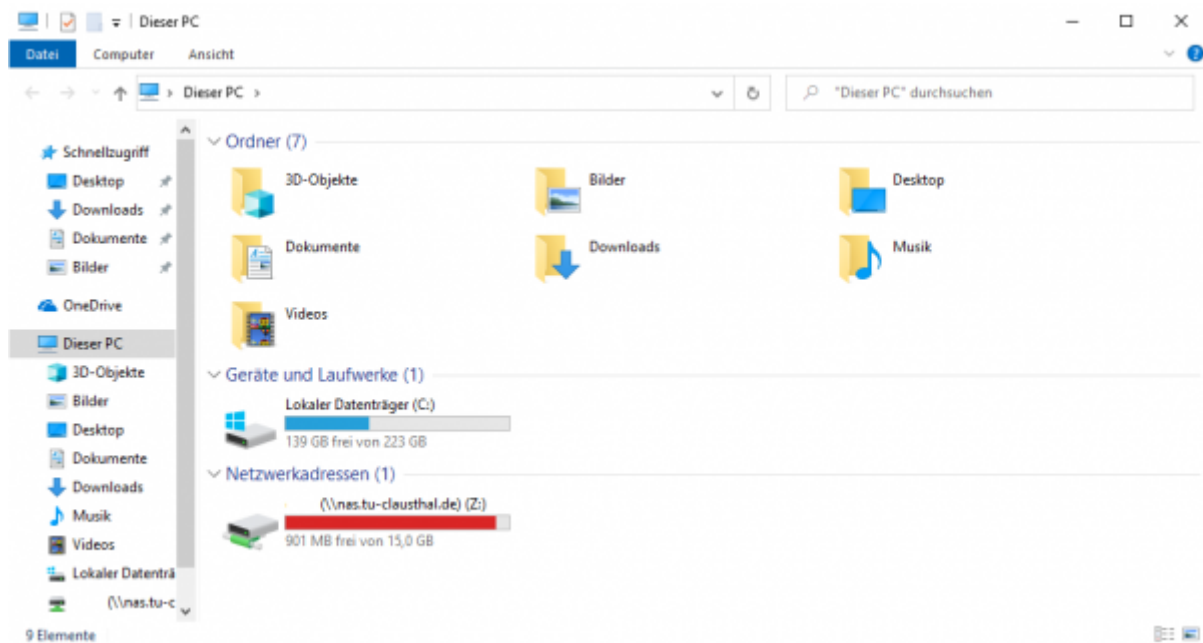 Dieser PC
Datei Computer Ansicht
Dieser PC
"Dieser PC" durchsuchen
Schnellzugriff
Desktop
Downloads
Dokumente
Bilder
OneDrive
Dieser PC
3D-Objekte
Bilder
Desktop
Dokumente
Downloads
Musik
Videos
Lokaler Datenträ
(\\nas.tu-c
Ordner (7)
3D-Objekte
Bilder
Desktop
Dokumente
Downloads
Musik
Videos
Geräte und Laufwerke (1)
Lokaler Datenträger (C:)
139 GB frei von 223 GB
Netzwerkadressen (1)
(\\nas.tu-clausthal.de) (Z:)
901 MB frei von 15,0 GB
9 Elemente